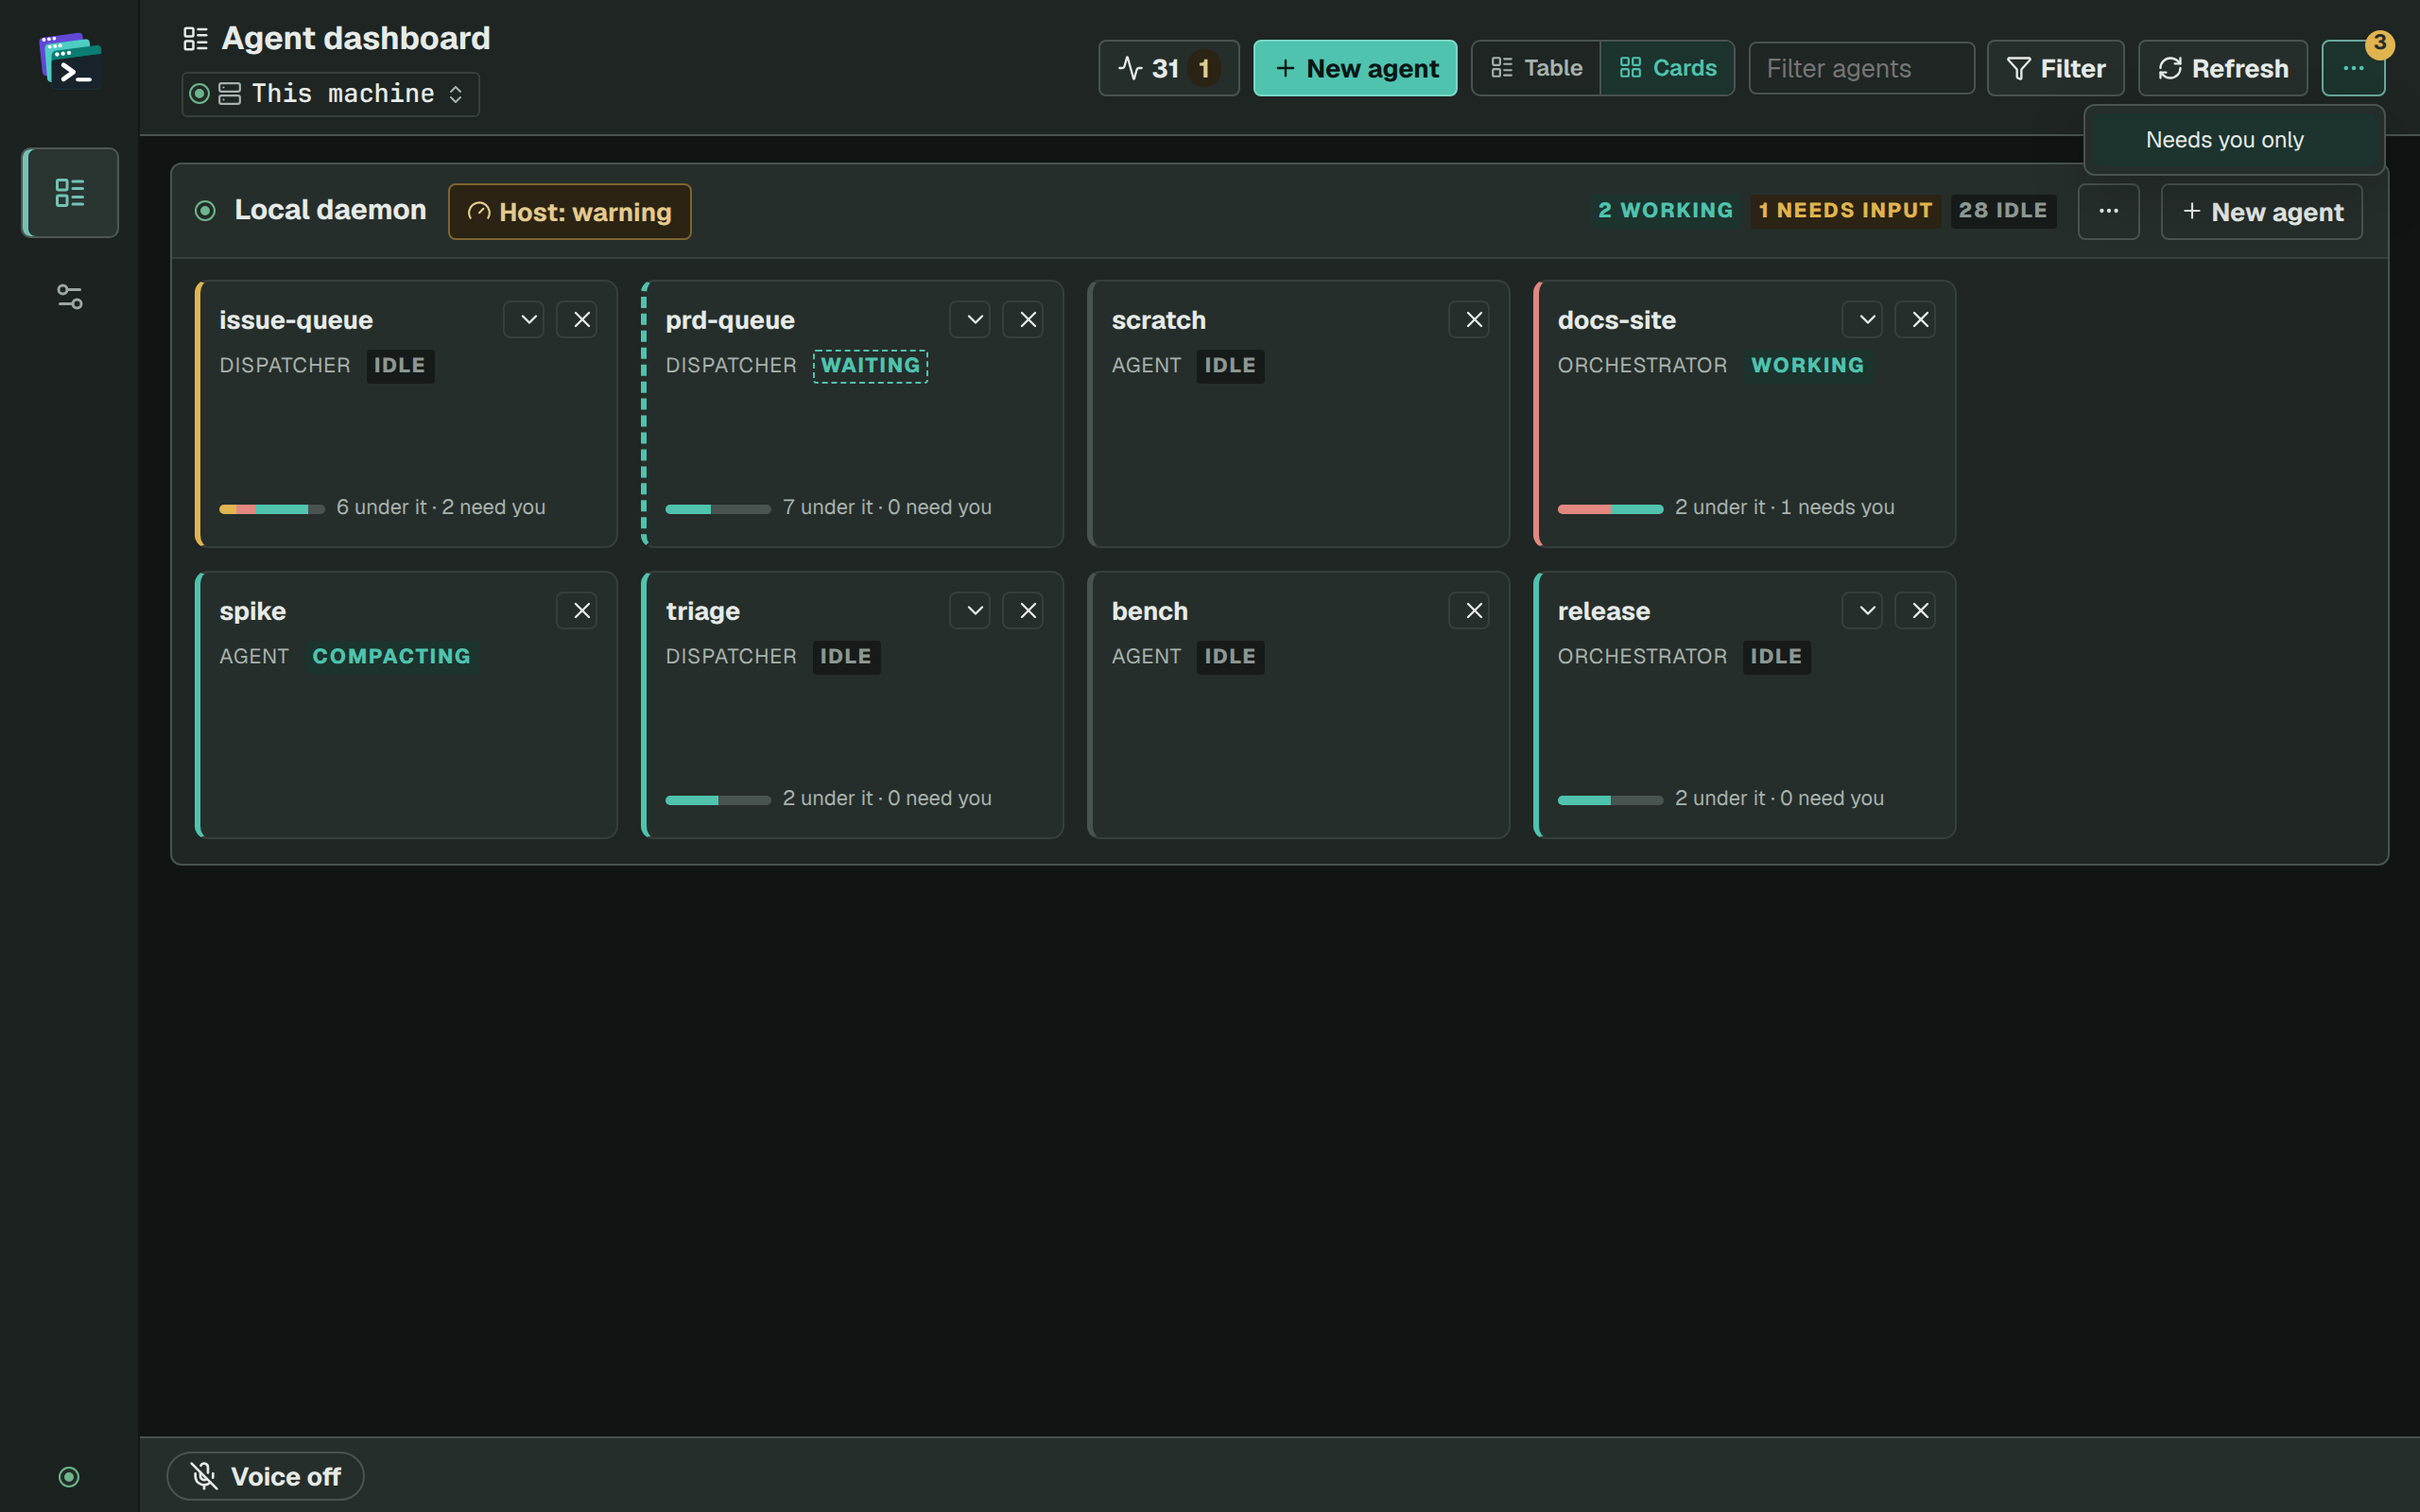 Agent dashboard
This machine
31 1
New agent
Table
Cards
Filter agents
Filter
Refresh
3
Needs you only
Local daemon
Host: warning
2 WORKING
1 NEEDS INPUT
28 IDLE
New agent
issue-queue
DISPATCHER IDLE
6 under it · 2 need you
prd-queue
DISPATCHER WAITING
7 under it · 0 need you
scratch
AGENT IDLE
docs-site
ORCHESTRATOR WORKING
2 under it · 1 needs you
spike
AGENT COMPACTING
triage
DISPATCHER IDLE
2 under it · 0 need you
bench
AGENT IDLE
release
ORCHESTRATOR IDLE
2 under it · 0 need you
Voice off